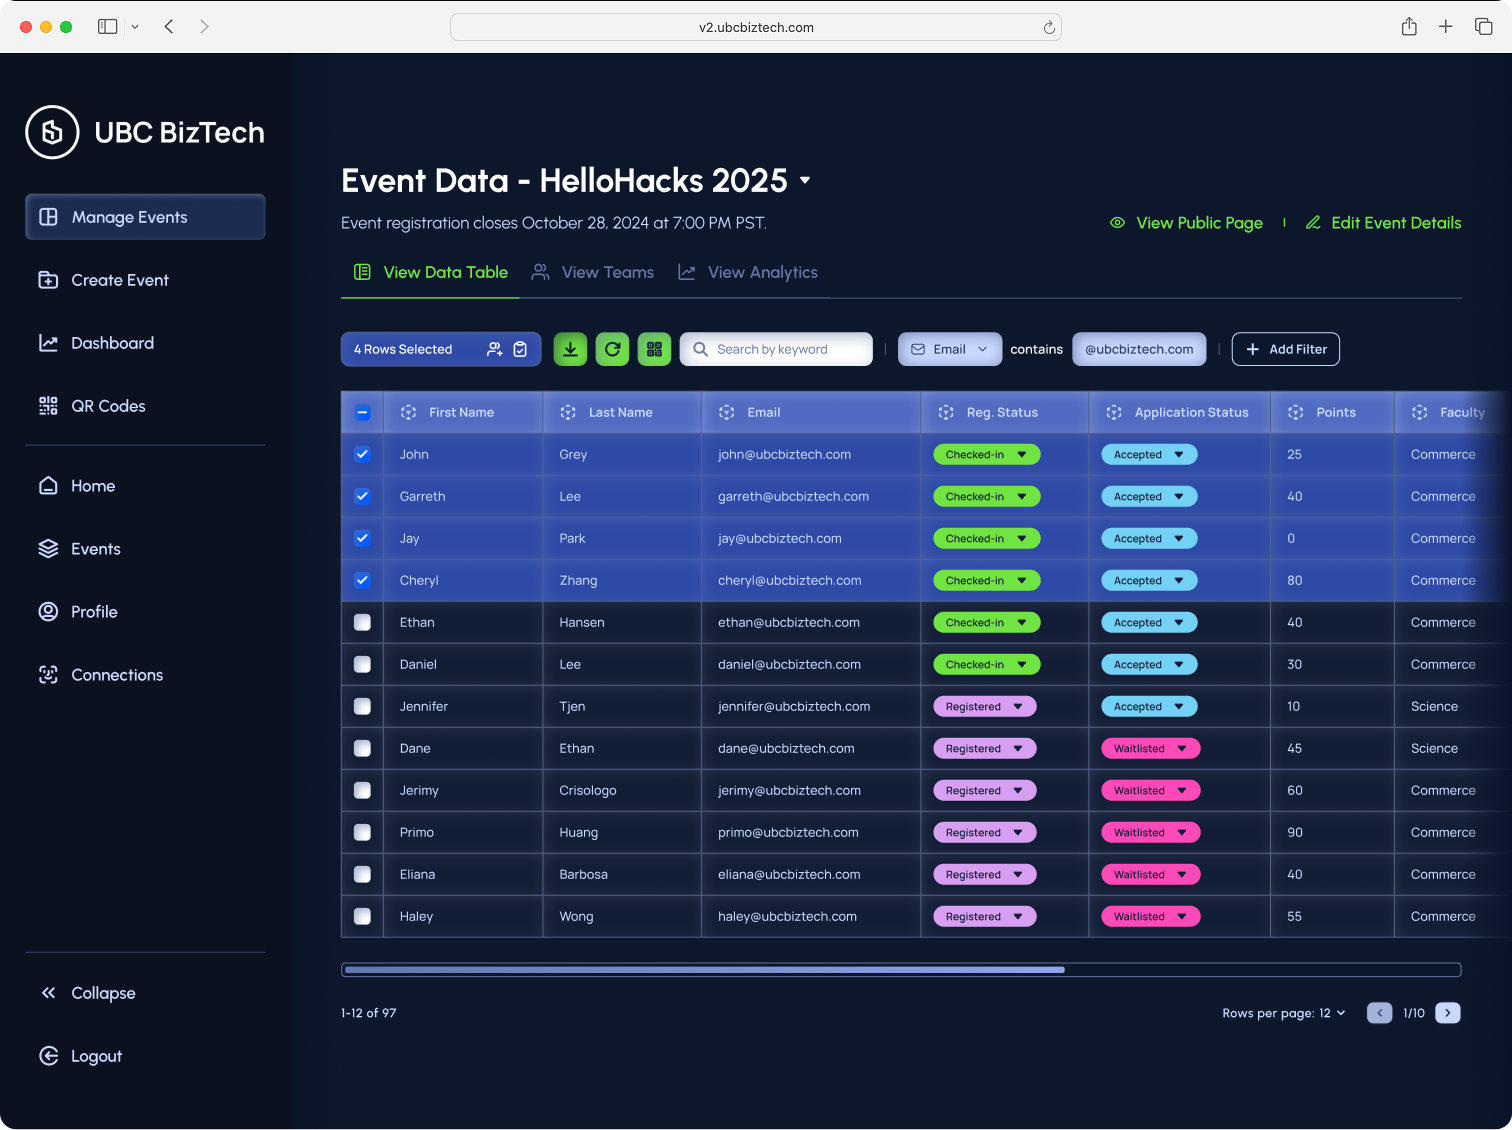 v2.ubcbiztech.com
UBC BizTech
Manage Events
Create Event
Dashboard
QR Codes
Home
Events
Profile
Connections
Collapse
Logout
Event Data - HelloHacks 2025
Event registration closes October 28, 2024 at 7:00 PM PST.
View Public Page
Edit Event Details
View Data Table View Teams View Analytics
4 Rows Selected Search by keyword Email contains @ubcbiztech.com Add Filter
First Name Last Name Email Reg. Status Application Status Points Faculty
John Grey john@ubcbiztech.com Checked-in Accepted 25 Commerce
Garreth Lee garreth@ubcbiztech.com Checked-in Accepted 40 Commerce
Jay Park jay@ubcbiztech.com Checked-in Accepted 0 Commerce
Cheryl Zhang cheryl@ubcbiztech.com Checked-in Accepted 80 Commerce
Ethan Hansen ethan@ubcbiztech.com Checked-in Accepted 40 Commerce
Daniel Lee daniel@ubcbiztech.com Checked-in Accepted 30 Commerce
Jennifer Tjen jennifer@ubcbiztech.com Registered Accepted 10 Science
Dane Ethan dane@ubcbiztech.com Registered Waitlisted 45 Science
Jerimy Crisologo jerimy@ubcbiztech.com Registered Waitlisted 60 Commerce
Primo Huang primo@ubcbiztech.com Registered Waitlisted 90 Commerce
Eliana Barbosa eliana@ubcbiztech.com Registered Waitlisted 40 Commerce
Haley Wong haley@ubcbiztech.com Registered Waitlisted 55 Commerce
1-12 of 97
Rows per page: 12 1/10